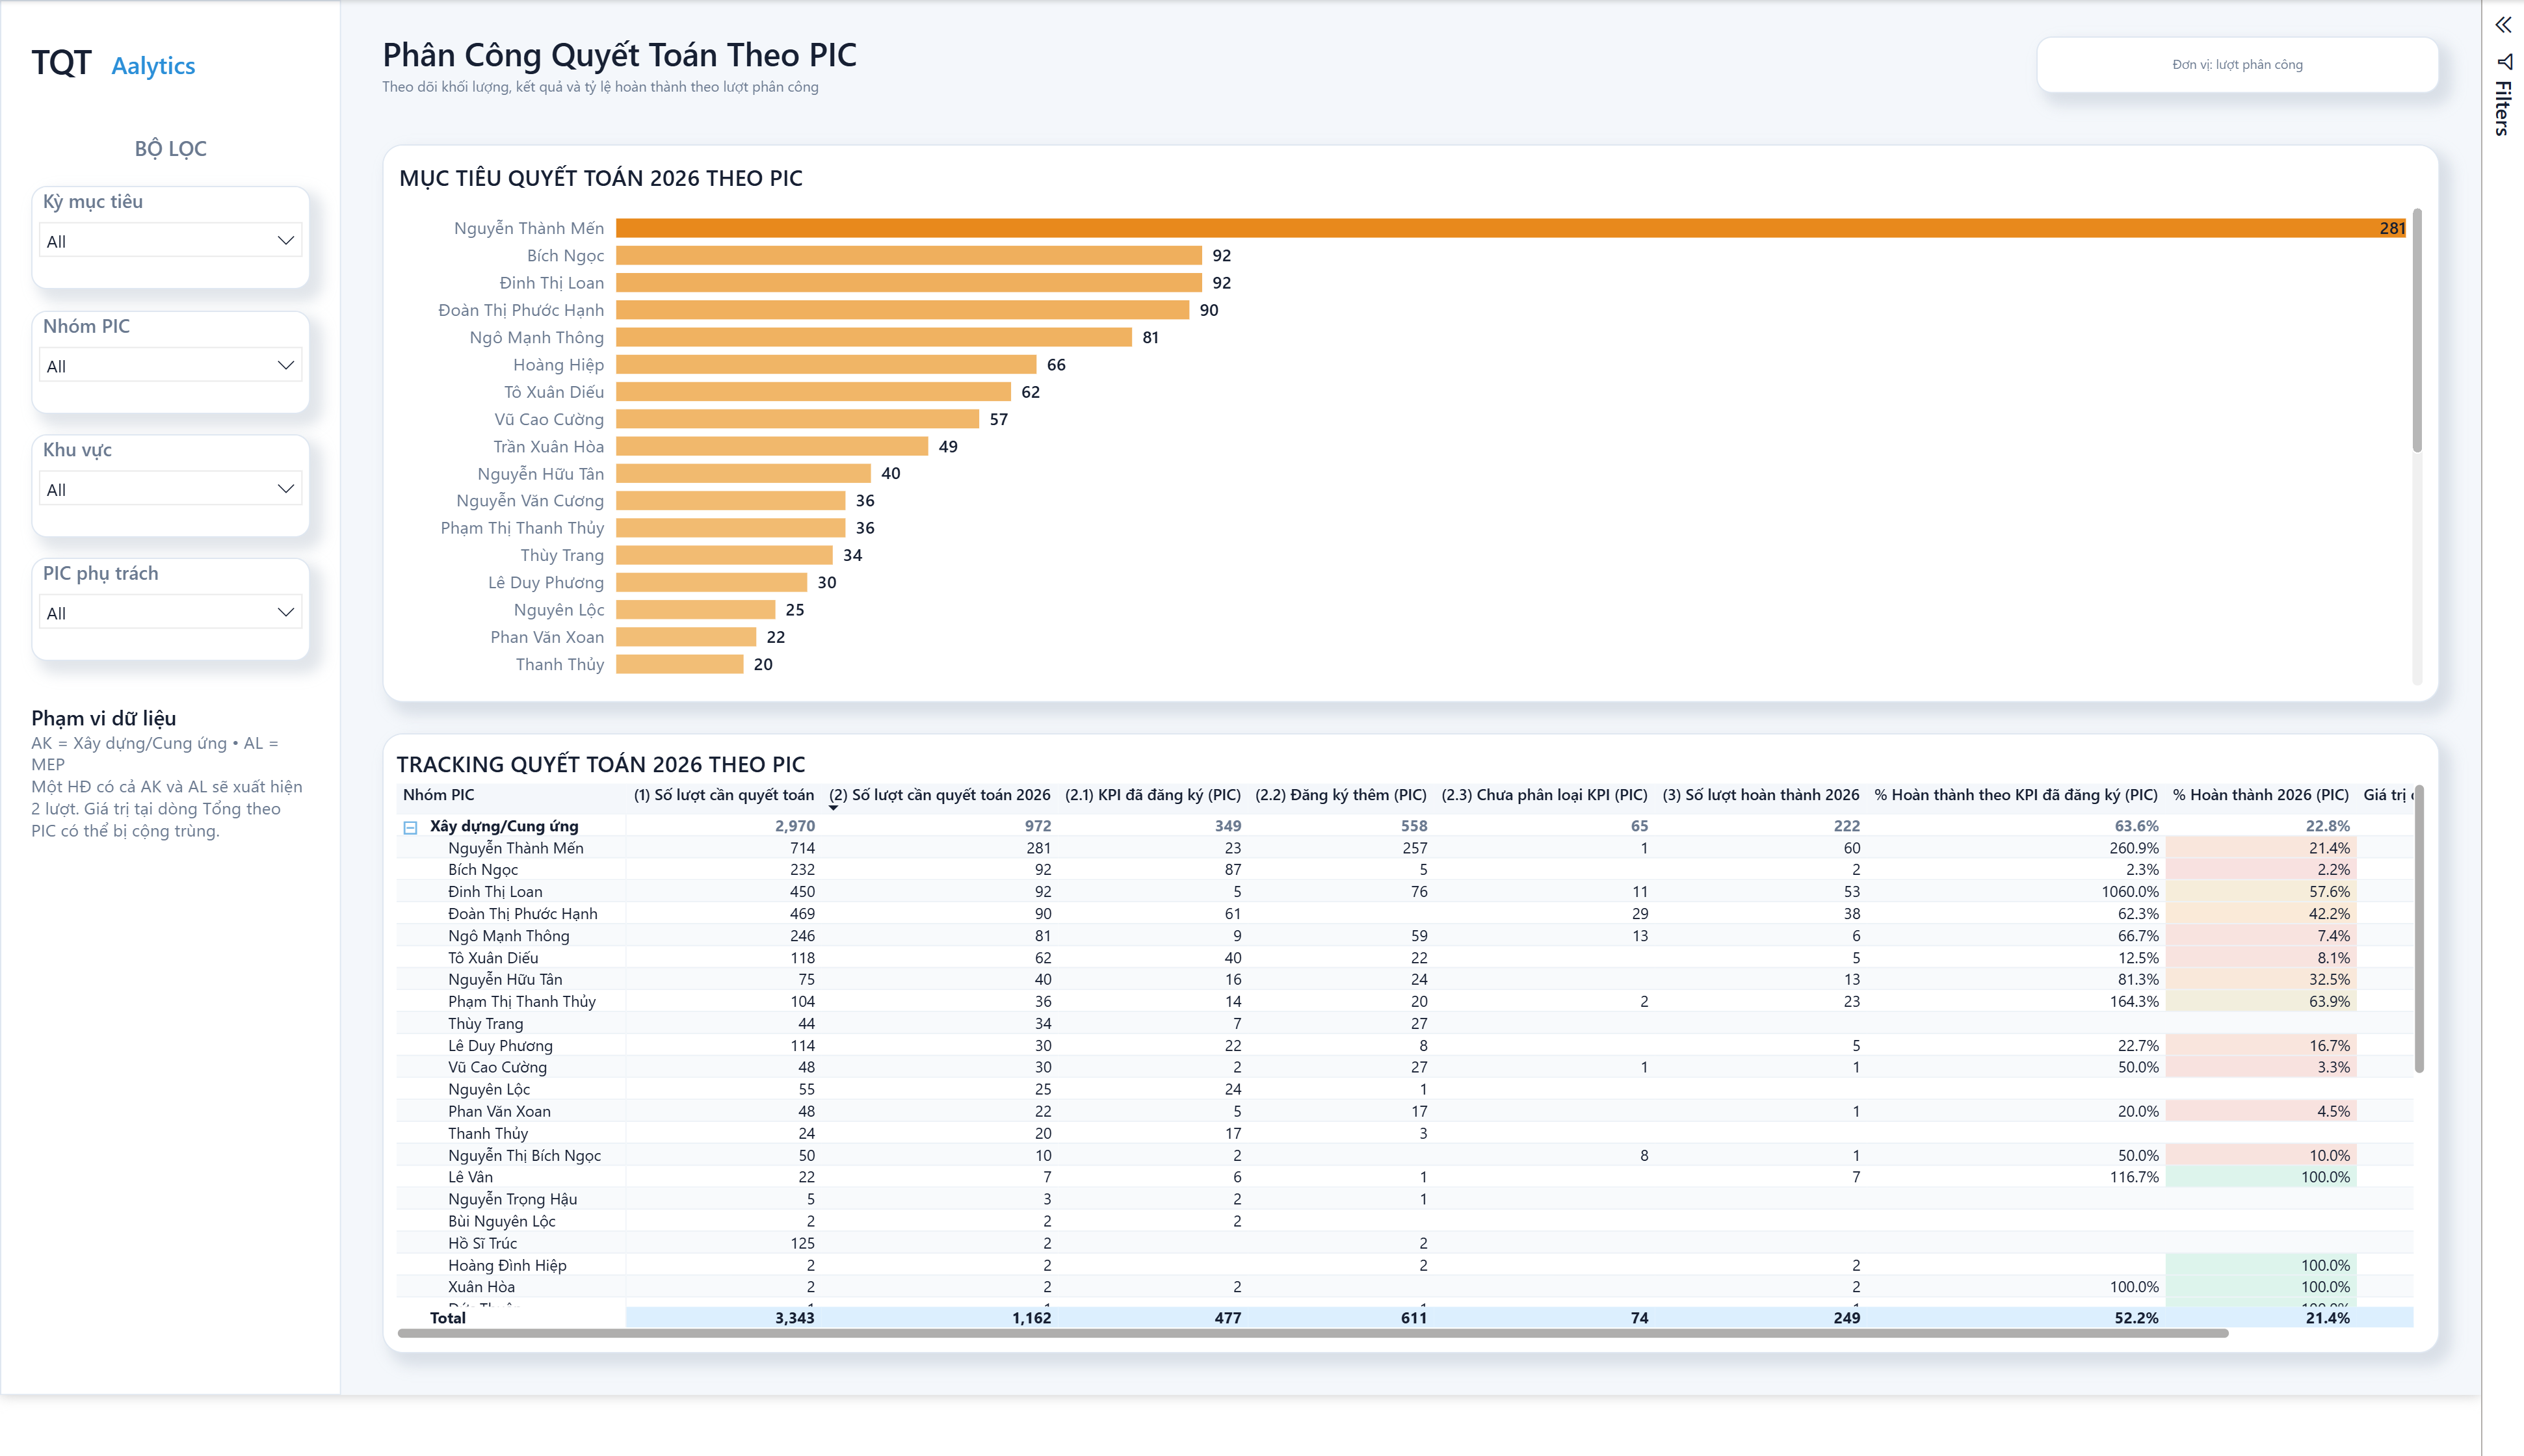 TQT Aalytics
BỘ LỌC
Kỳ mục tiêu
All
Nhóm PIC
All
Khu vực
All
PIC phụ trách
All
Phạm vi dữ liệu
AK = Xây dựng/Cung ứng • AL =
MEP
Một HĐ có cả AK và AL sẽ xuất hiện
2 lượt. Giá trị tại dòng Tổng theo
PIC có thể bị cộng trùng.
Phân Công Quyết Toán Theo PIC
Theo dõi khối lượng, kết quả và tỷ lệ hoàn thành theo lượt phân công
Đơn vị: lượt phân công
Filters
MỤC TIÊU QUYẾT TOÁN 2026 THEO PIC
Nguyễn Thành Mến 281
Bích Ngọc 92
Đinh Thị Loan 92
Đoàn Thị Phước Hạnh 90
Ngô Mạnh Thông 81
Hoàng Hiệp 66
Tô Xuân Diếu 62
Vũ Cao Cường 57
Trần Xuân Hòa 49
Nguyễn Hữu Tân 40
Nguyễn Văn Cương 36
Phạm Thị Thanh Thủy 36
Thùy Trang 34
Lê Duy Phương 30
Nguyên Lộc 25
Phan Văn Xoan 22
Thanh Thủy 20
TRACKING QUYẾT TOÁN 2026 THEO PIC
Nhóm PIC (1) Số lượt cần quyết toán (2) Số lượt cần quyết toán 2026 (2.1) KPI đã đăng ký (PIC) (2.2) Đăng ký thêm (PIC) (2.3) Chưa phân loại KPI (PIC) (3) Số lượt hoàn thành 2026 % Hoàn thành theo KPI đã đăng ký (PIC) % Hoàn thành 2026 (PIC) Giá trị
Xây dựng/Cung ứng 2,970 972 349 558 65 222 63.6% 22.8%
Nguyễn Thành Mến 714 281 23 257 1 60 260.9% 21.4%
Bích Ngọc 232 92 87 5 2 2.3% 2.2%
Đinh Thị Loan 450 92 5 76 11 53 1060.0% 57.6%
Đoàn Thị Phước Hạnh 469 90 61 29 38 62.3% 42.2%
Ngô Mạnh Thông 246 81 9 59 13 6 66.7% 7.4%
Tô Xuân Diếu 118 62 40 22 5 12.5% 8.1%
Nguyễn Hữu Tân 75 40 16 24 13 81.3% 32.5%
Phạm Thị Thanh Thủy 104 36 14 20 2 23 164.3% 63.9%
Thùy Trang 44 34 7 27
Lê Duy Phương 114 30 22 8 5 22.7% 16.7%
Vũ Cao Cường 48 30 2 27 1 1 50.0% 3.3%
Nguyên Lộc 55 25 24 1
Phan Văn Xoan 48 22 5 17 1 20.0% 4.5%
Thanh Thủy 24 20 17 3
Nguyễn Thị Bích Ngọc 50 10 2 8 1 50.0% 10.0%
Lê Vân 22 7 6 1 7 116.7% 100.0%
Nguyễn Trọng Hậu 5 3 2 1
Bùi Nguyên Lộc 2 2 2
Hồ Sĩ Trúc 125 2 2
Hoàng Đình Hiệp 2 2 2 2 100.0%
Xuân Hòa 2 2 2 2 100.0% 100.0%
Total 3,343 1,162 477 611 74 249 52.2% 21.4%